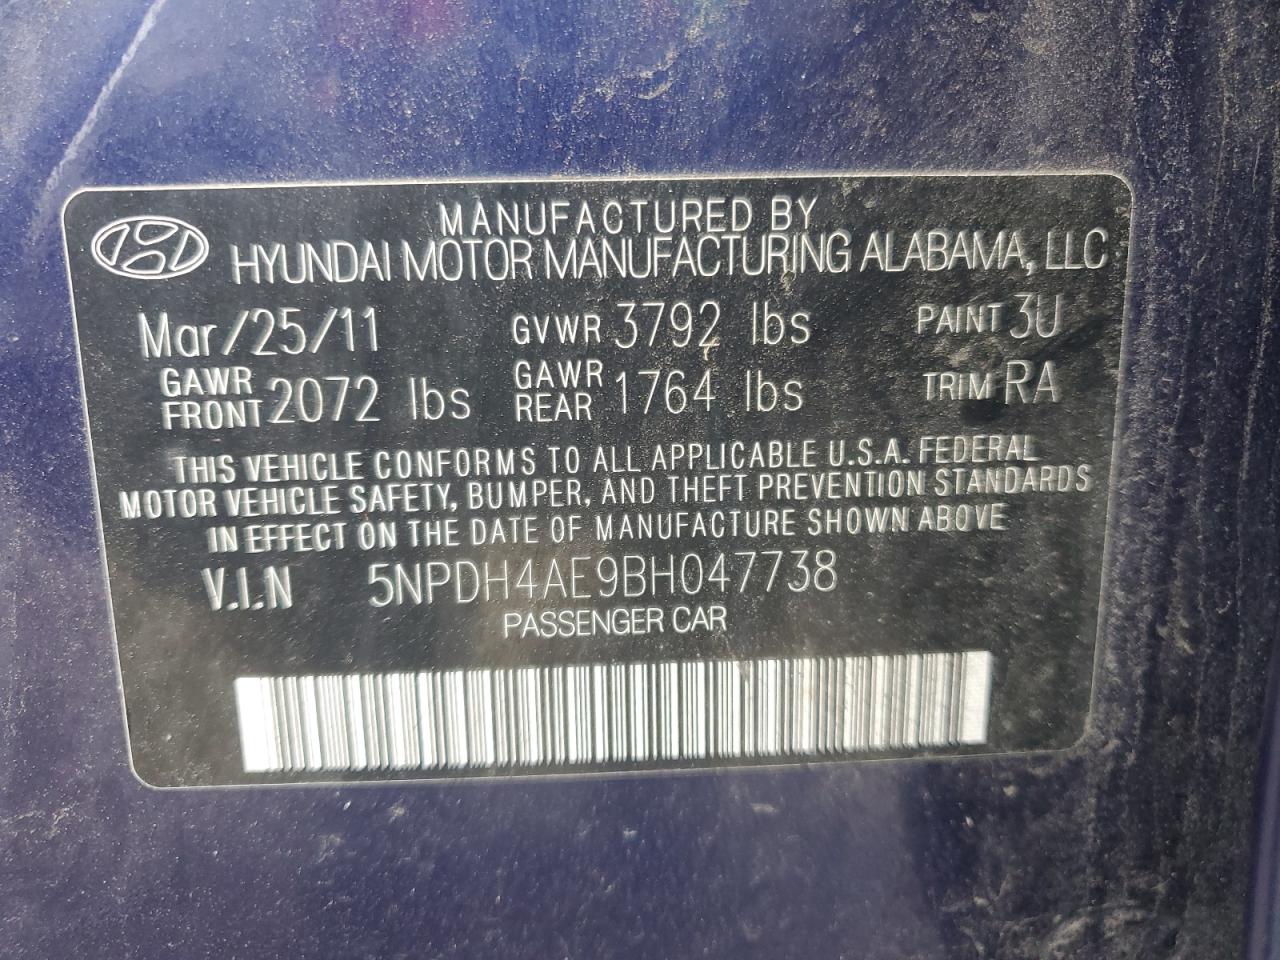 MANUFACTURED BY
HYUNDAI MOTOR MANUFACTURING ALABAMA, LLC
Mar/25/11 GVWR 3792 lbs PAINT 3U
GAWR FRONT 2072 lbs GAWR REAR 1764 lbs TRIM RA
THIS VEHICLE CONFORMS TO ALL APPLICABLE U.S.A. FEDERAL
MOTOR VEHICLE SAFETY, BUMPER, AND THEFT PREVENTION STANDARDS
IN EFFECT ON THE DATE OF MANUFACTURE SHOWN ABOVE
V.I.N 5NPDH4AE9BH047738
PASSENGER CAR